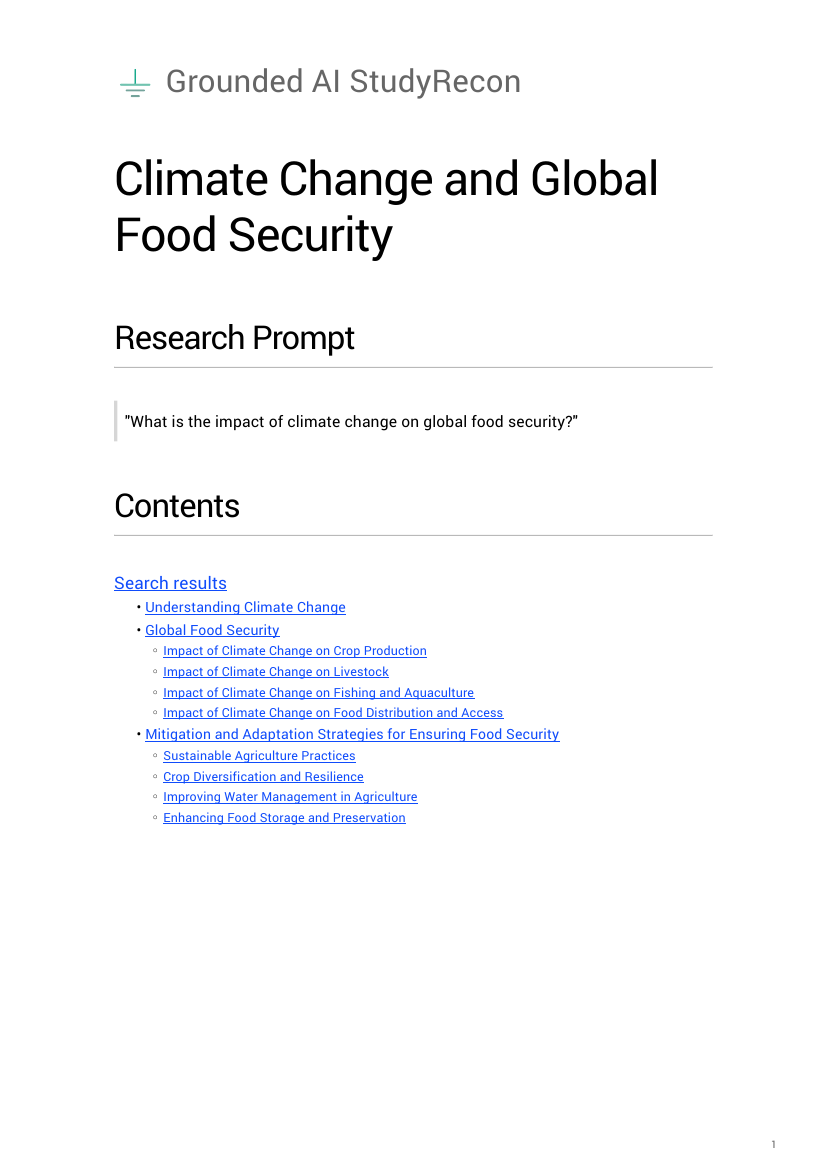 Grounded AI StudyRecon
Climate Change and Global
Food Security
Research Prompt
"What is the impact of climate change on global food security?"
Contents
Search results
• Understanding Climate Change
• Global Food Security
◦ Impact of Climate Change on Crop Production
◦ Impact of Climate Change on Livestock
◦ Impact of Climate Change on Fishing and Aquaculture
◦ Impact of Climate Change on Food Distribution and Access
• Mitigation and Adaptation Strategies for Ensuring Food Security
◦ Sustainable Agriculture Practices
◦ Crop Diversification and Resilience
◦ Improving Water Management in Agriculture
◦ Enhancing Food Storage and Preservation
1